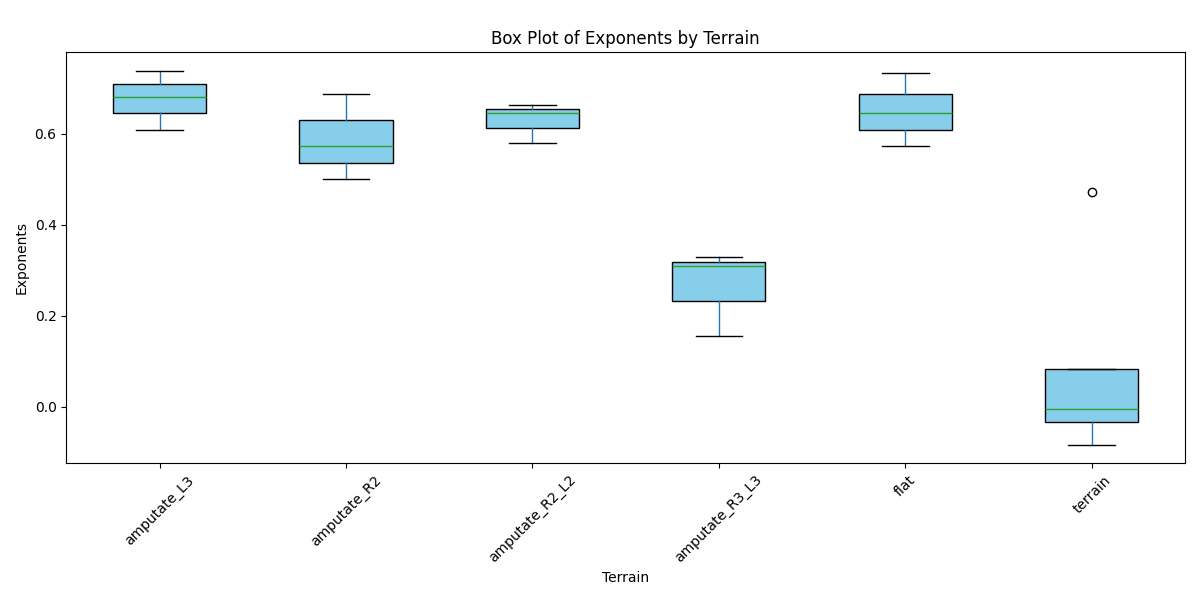 Box Plot of Exponents by Terrain
Exponents
0.6
0.4
0.2
0.0
amputate_L3
amputate_R2
amputate_R2_L2
amputate_R3_L3
flat
terrain
Terrain